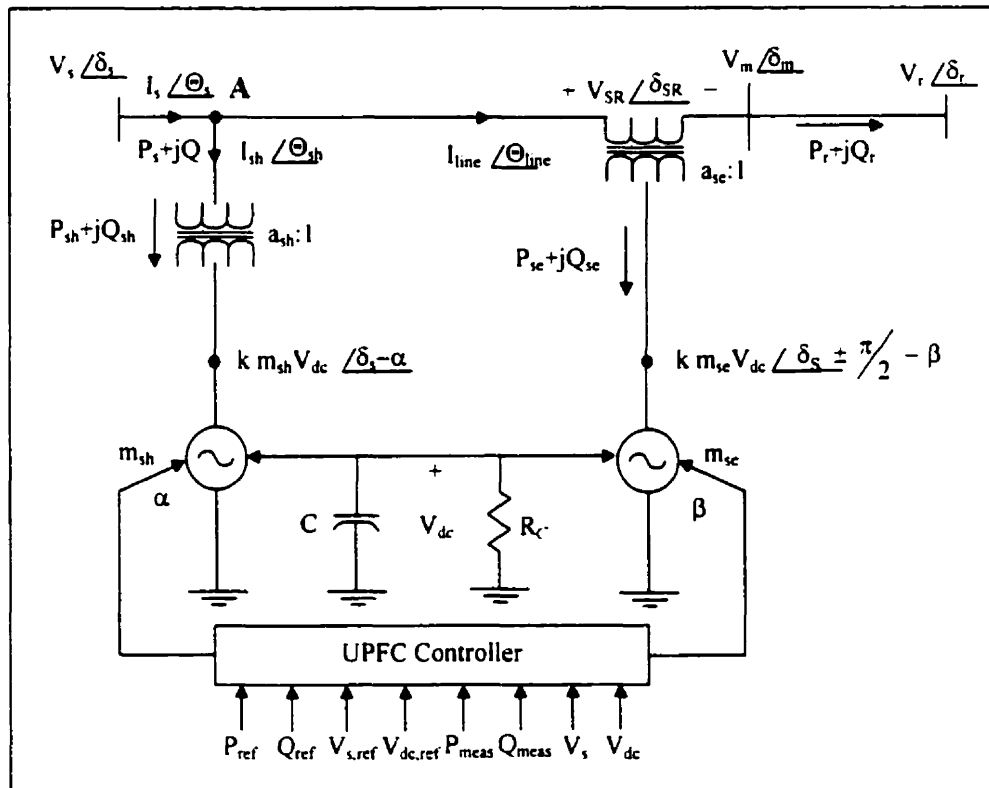 V_s ∠δ_s
V_m ∠δ_m
V_r ∠δ_r
I_s ∠Θ_s
A
+ V_SR ∠δ_SR −
P_s+jQ
I_sh ∠Θ_sh
I_line ∠Θ_line
P_r+jQ_r
a_se:1
P_sh+jQ_sh
a_sh:1
P_se+jQ_se
k m_sh V_dc ∠δ_s−α
k m_se V_dc ∠δ_S ± π/2 − β
m_sh
α
+
m_se
β
C
V_dc
UPFC Controller
P_ref Q_ref V_s,ref V_dc,ref P_meas Q_meas V_s V_dc